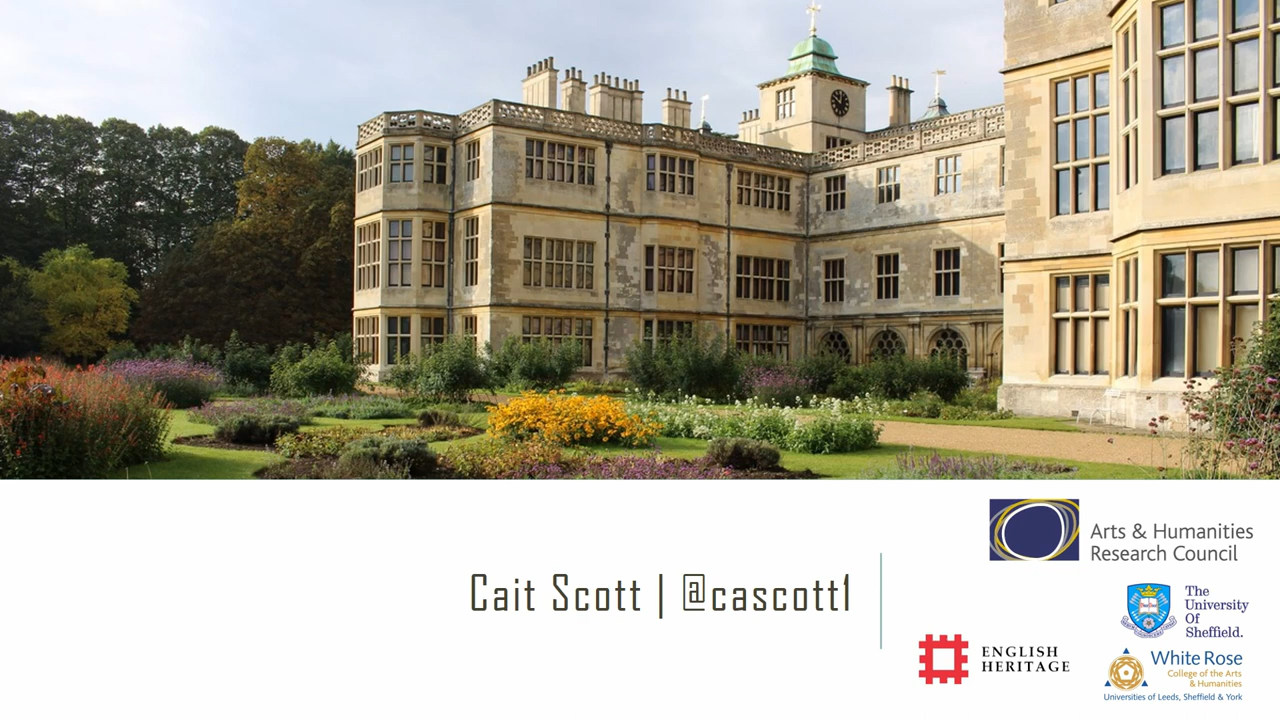 Cait Scott | @cascott1
Arts & Humanities
Research Council
The
University
Of
Sheffield.
ENGLISH
HERITAGE
White Rose
College of the Arts
& Humanities
Universities of Leeds, Sheffield & York